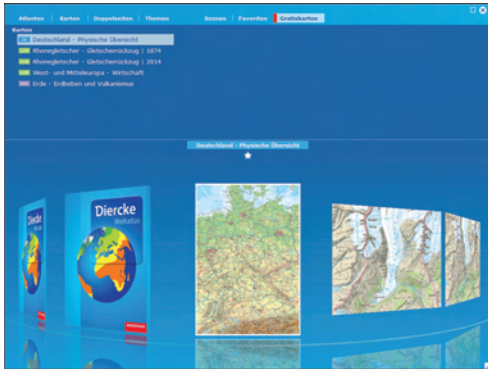 Atlanten | Karten | Doppelseiten | Themen Szenen | Favoriten | Gratiskarten
Karten
Deutschland - Physische Übersicht
Rhonegletscher - Gletscherrückzug | 1874
Rhonegletscher - Gletscherrückzug | 2014
West- und Mitteleuropa - Wirtschaft
Erde - Erdbeben und Vulkanismus
Deutschland - Physische Übersicht
Diercke
Diercke
Weltatlas